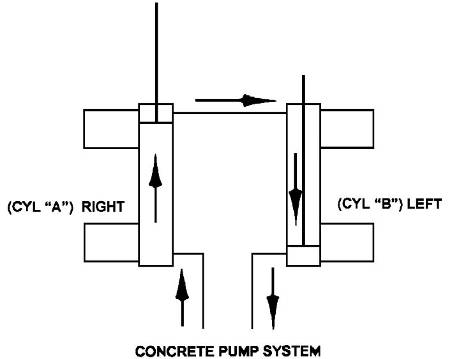 (CYL "A") RIGHT
(CYL "B") LEFT
CONCRETE PUMP SYSTEM